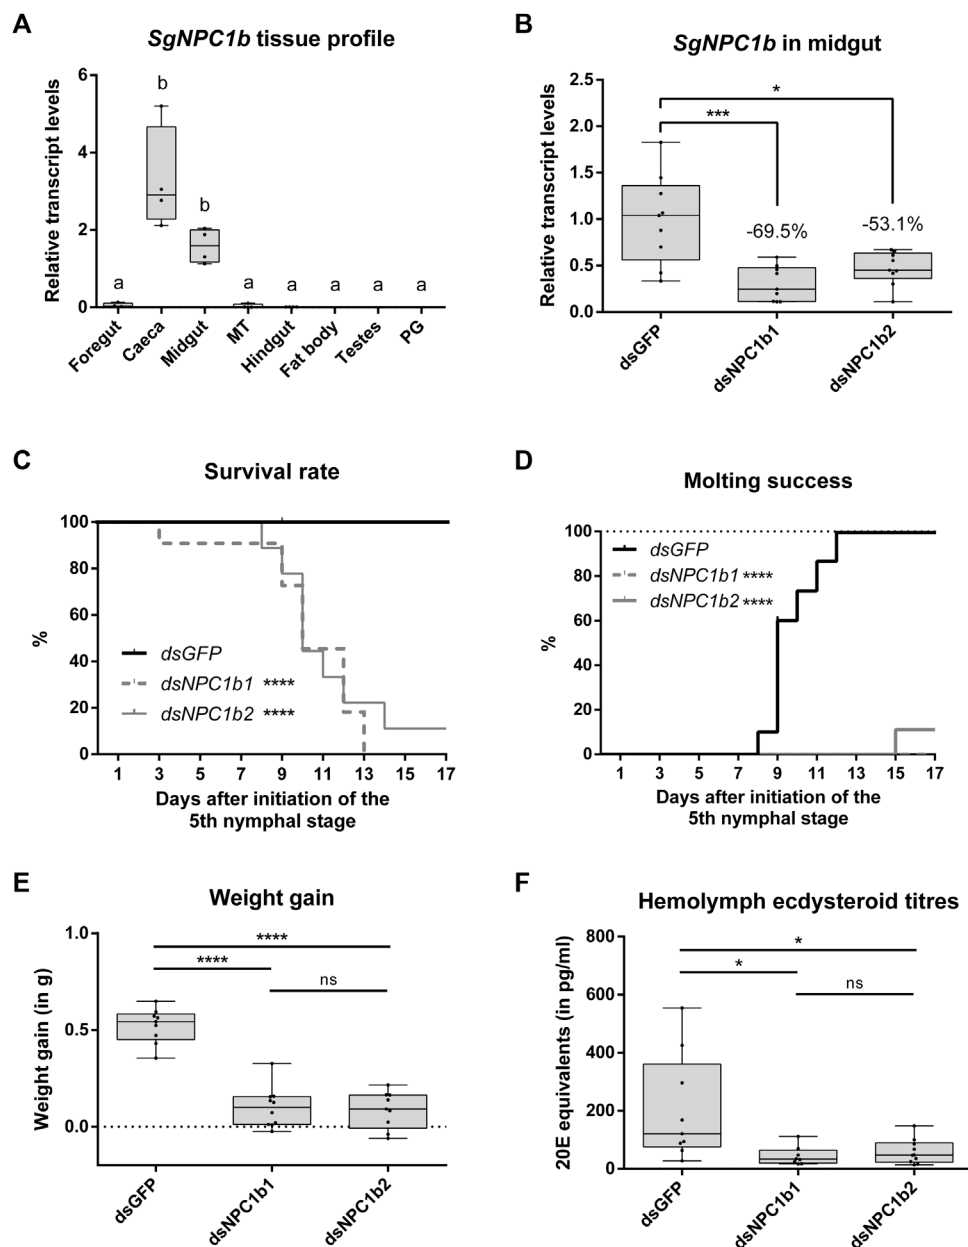 A
SgNPC1b tissue profile
Relative transcript levels
6
4
2
0
a
b
b
a
a
a
a
a
Foregut
Caeca
Midgut
MT
Hindgut
Fat body
Testes
PG
B
SgNPC1b in midgut
Relative transcript levels
2.5
2.0
1.5
1.0
0.5
0.0
*
***
-69.5%
-53.1%
dsGFP
dsNPC1b1
dsNPC1b2
C
Survival rate
%
100
80
60
40
20
0
dsGFP
dsNPC1b1 ****
dsNPC1b2 ****
1 3 5 7 9 11 13 15 17
Days after initiation of the
5th nymphal stage
D
Molting success
%
100
80
60
40
20
0
dsGFP
dsNPC1b1 ****
dsNPC1b2 ****
1 3 5 7 9 11 13 15 17
Days after initiation of the
5th nymphal stage
E
Weight gain
Weight gain (in g)
1.0
0.5
0.0
****
****
ns
dsGFP
dsNPC1b1
dsNPC1b2
F
Hemolymph ecdysteroid titres
20E equivalents (in pg/ml)
800
600
400
200
0
*
*
ns
dsGFP
dsNPC1b1
dsNPC1b2